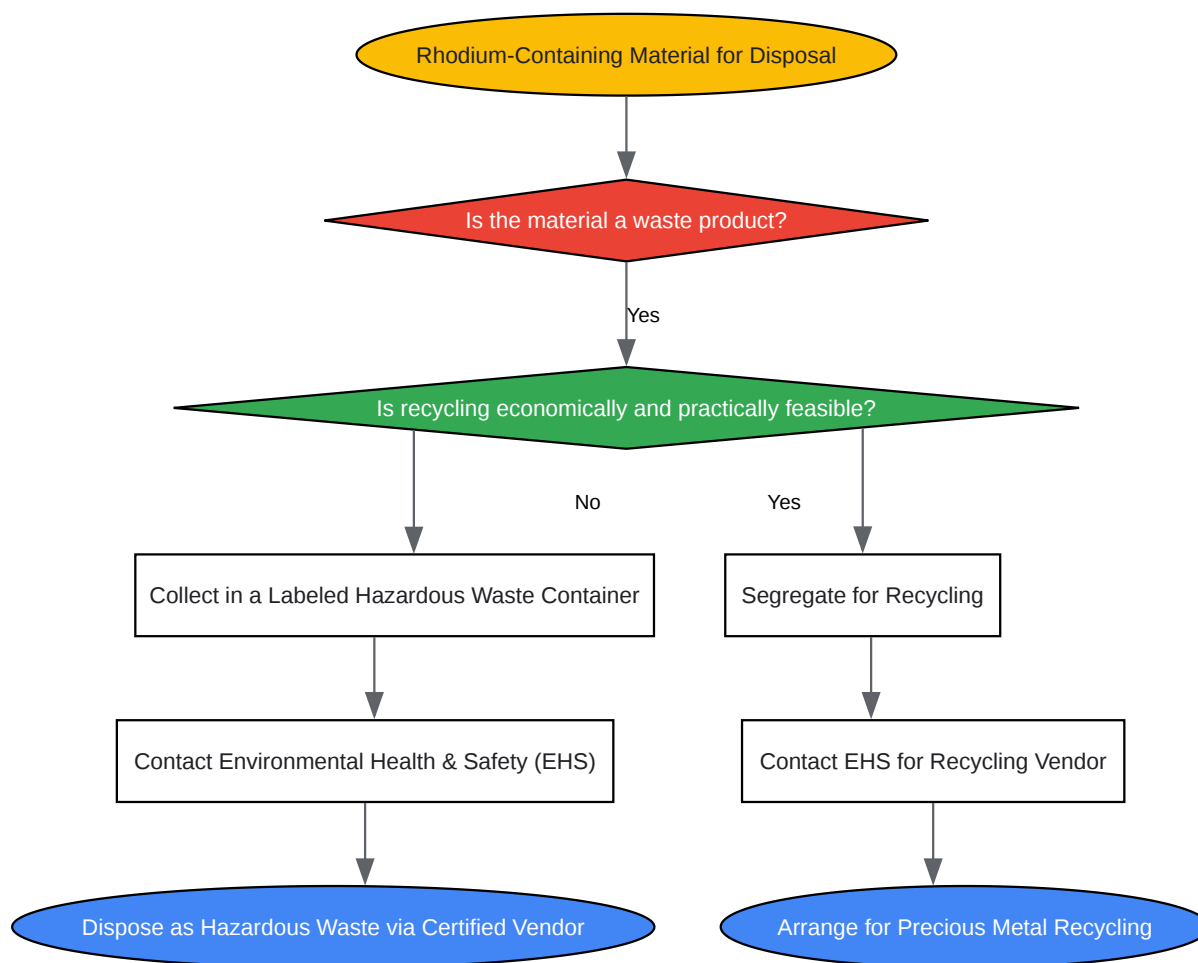 Rhodium-Containing Material for Disposal
Is the material a waste product?
Yes
Is recycling economically and practically feasible?
No
Yes
Collect in a Labeled Hazardous Waste Container
Segregate for Recycling
Contact Environmental Health & Safety (EHS)
Contact EHS for Recycling Vendor
Dispose as Hazardous Waste via Certified Vendor
Arrange for Precious Metal Recycling